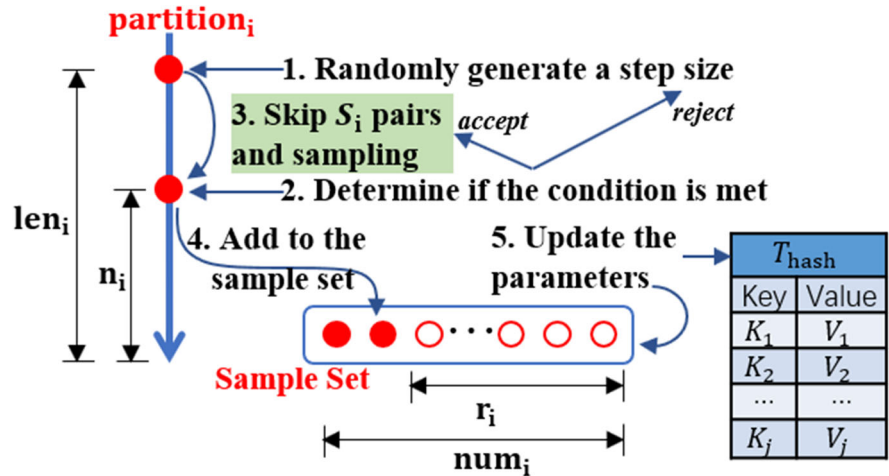 partitionᵢ
1. Randomly generate a step size
3. Skip Sᵢ pairs
and sampling
accept
reject
2. Determine if the condition is met
lenᵢ
nᵢ
4. Add to the
sample set
5. Update the
parameters
T_hash
Key Value
K₁ V₁
K₂ V₂
... ...
Kⱼ Vⱼ
...
Sample Set
rᵢ
numᵢ